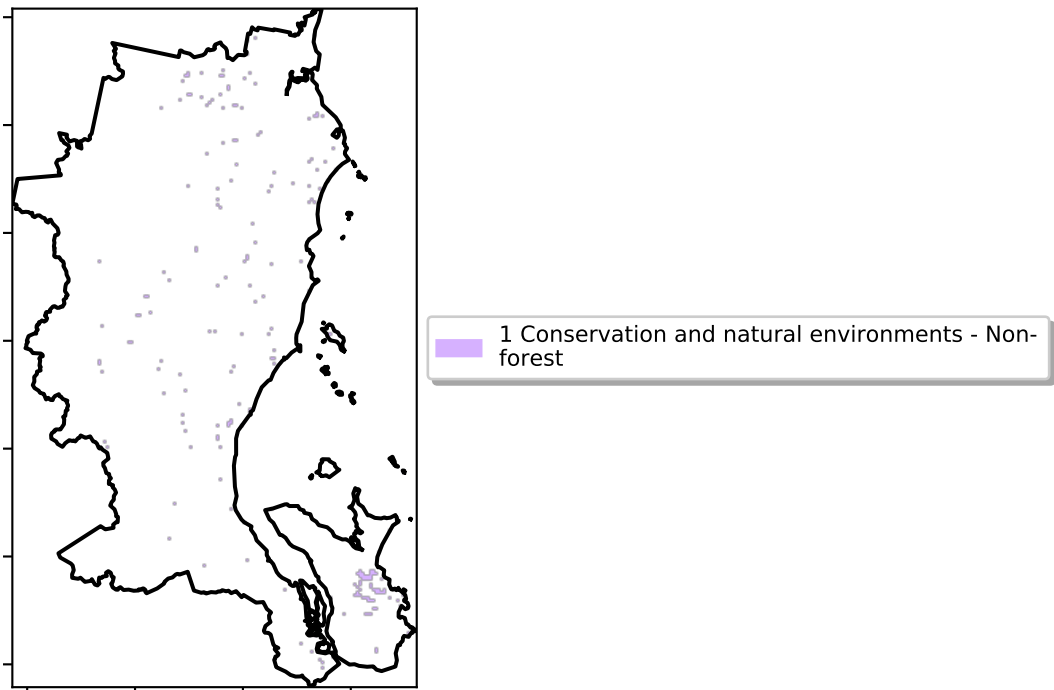 1 Conservation and natural environments - Non-
forest